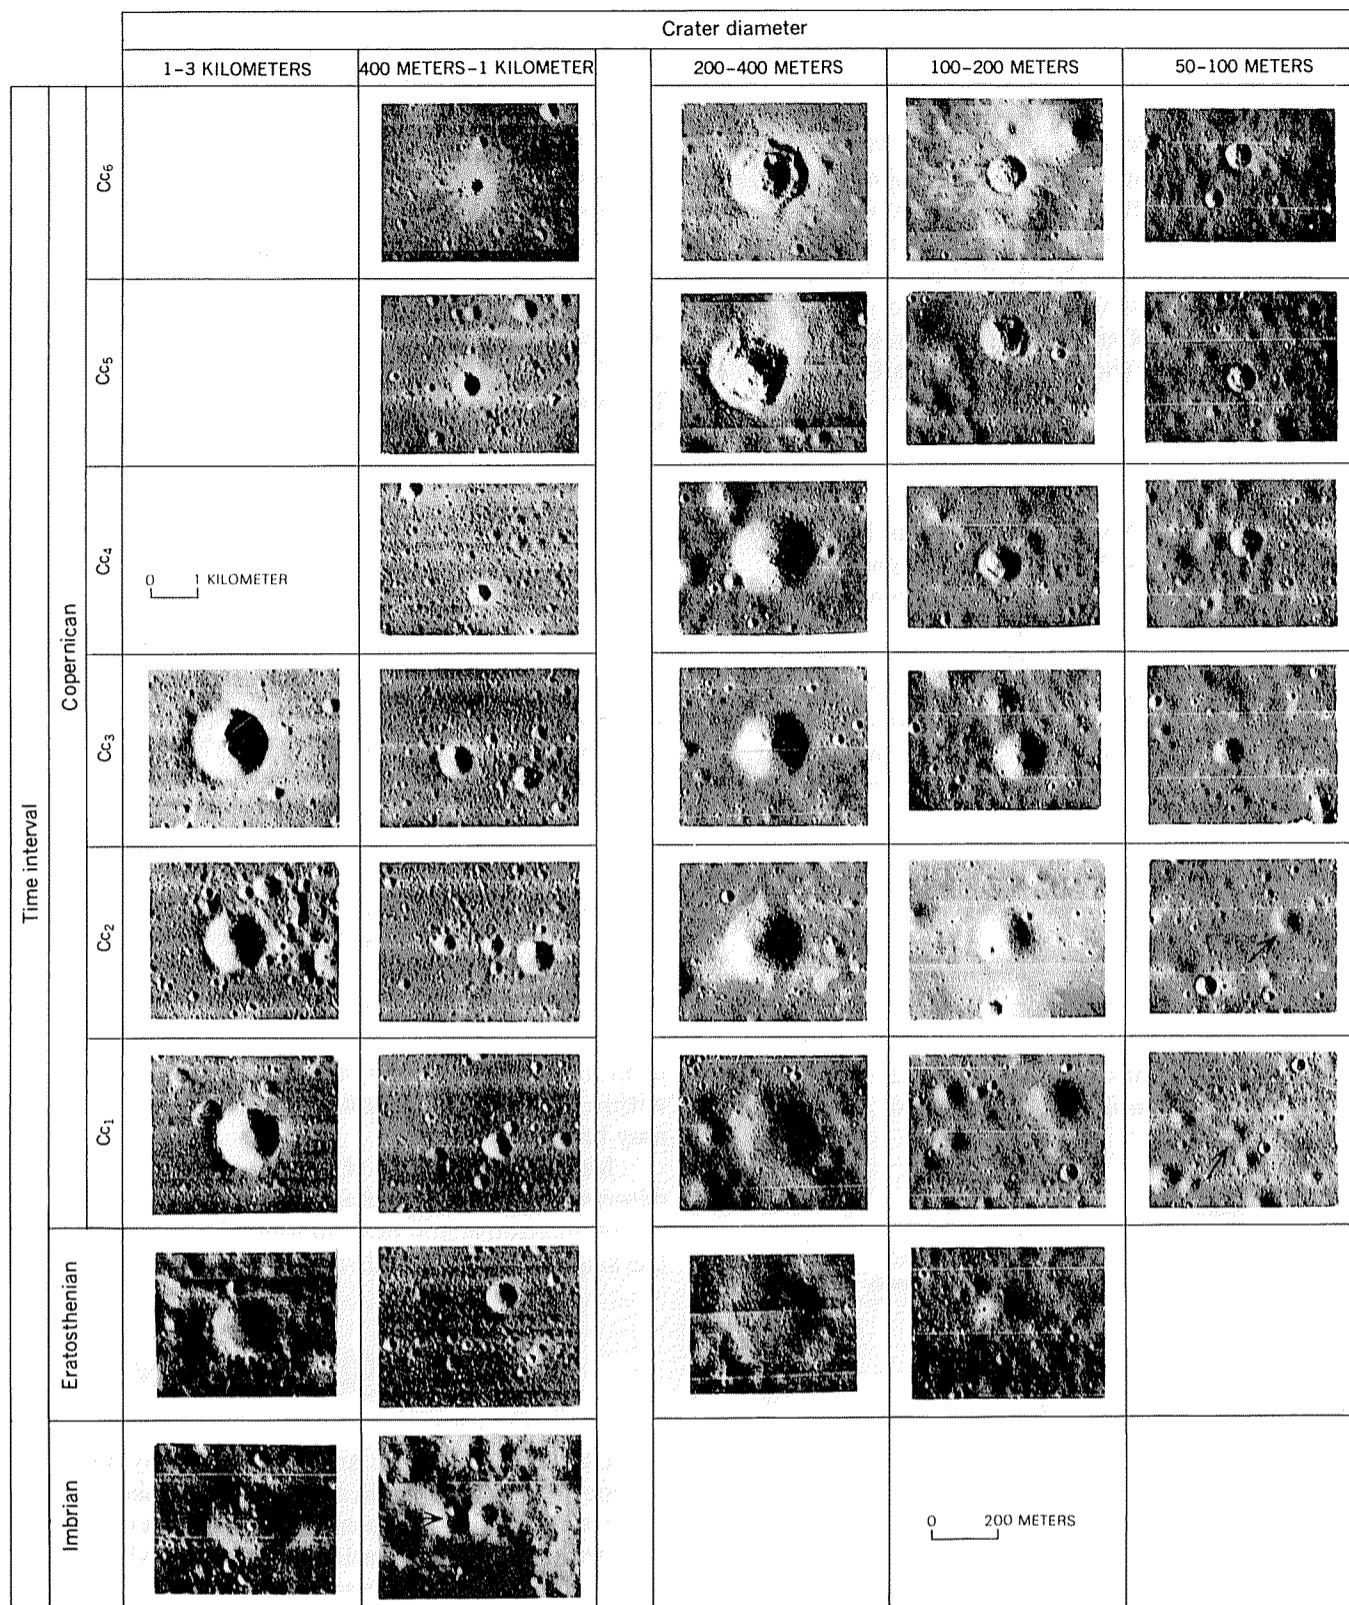 Crater diameter
1–3 KILOMETERS
400 METERS–1 KILOMETER
200–400 METERS
100–200 METERS
50–100 METERS
Time interval
Copernican
Cc6
Cc5
Cc4
0 1 KILOMETER
Cc3
Cc2
Cc1
Eratosthenian
Imbrian
0 200 METERS